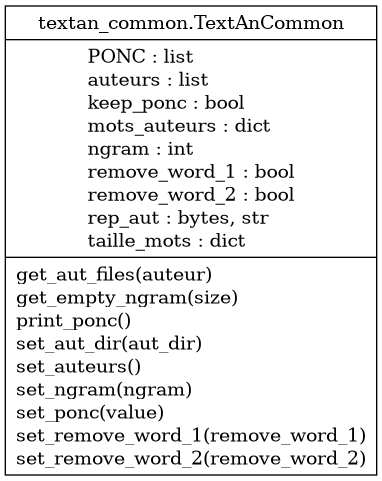 textan_common.TextAnCommon
PONC : list
auteurs : list
keep_ponc : bool
mots_auteurs : dict
ngram : int
remove_word_1 : bool
remove_word_2 : bool
rep_aut : bytes, str
taille_mots : dict
get_aut_files(auteur)
get_empty_ngram(size)
print_ponc()
set_aut_dir(aut_dir)
set_auteurs()
set_ngram(ngram)
set_ponc(value)
set_remove_word_1(remove_word_1)
set_remove_word_2(remove_word_2)